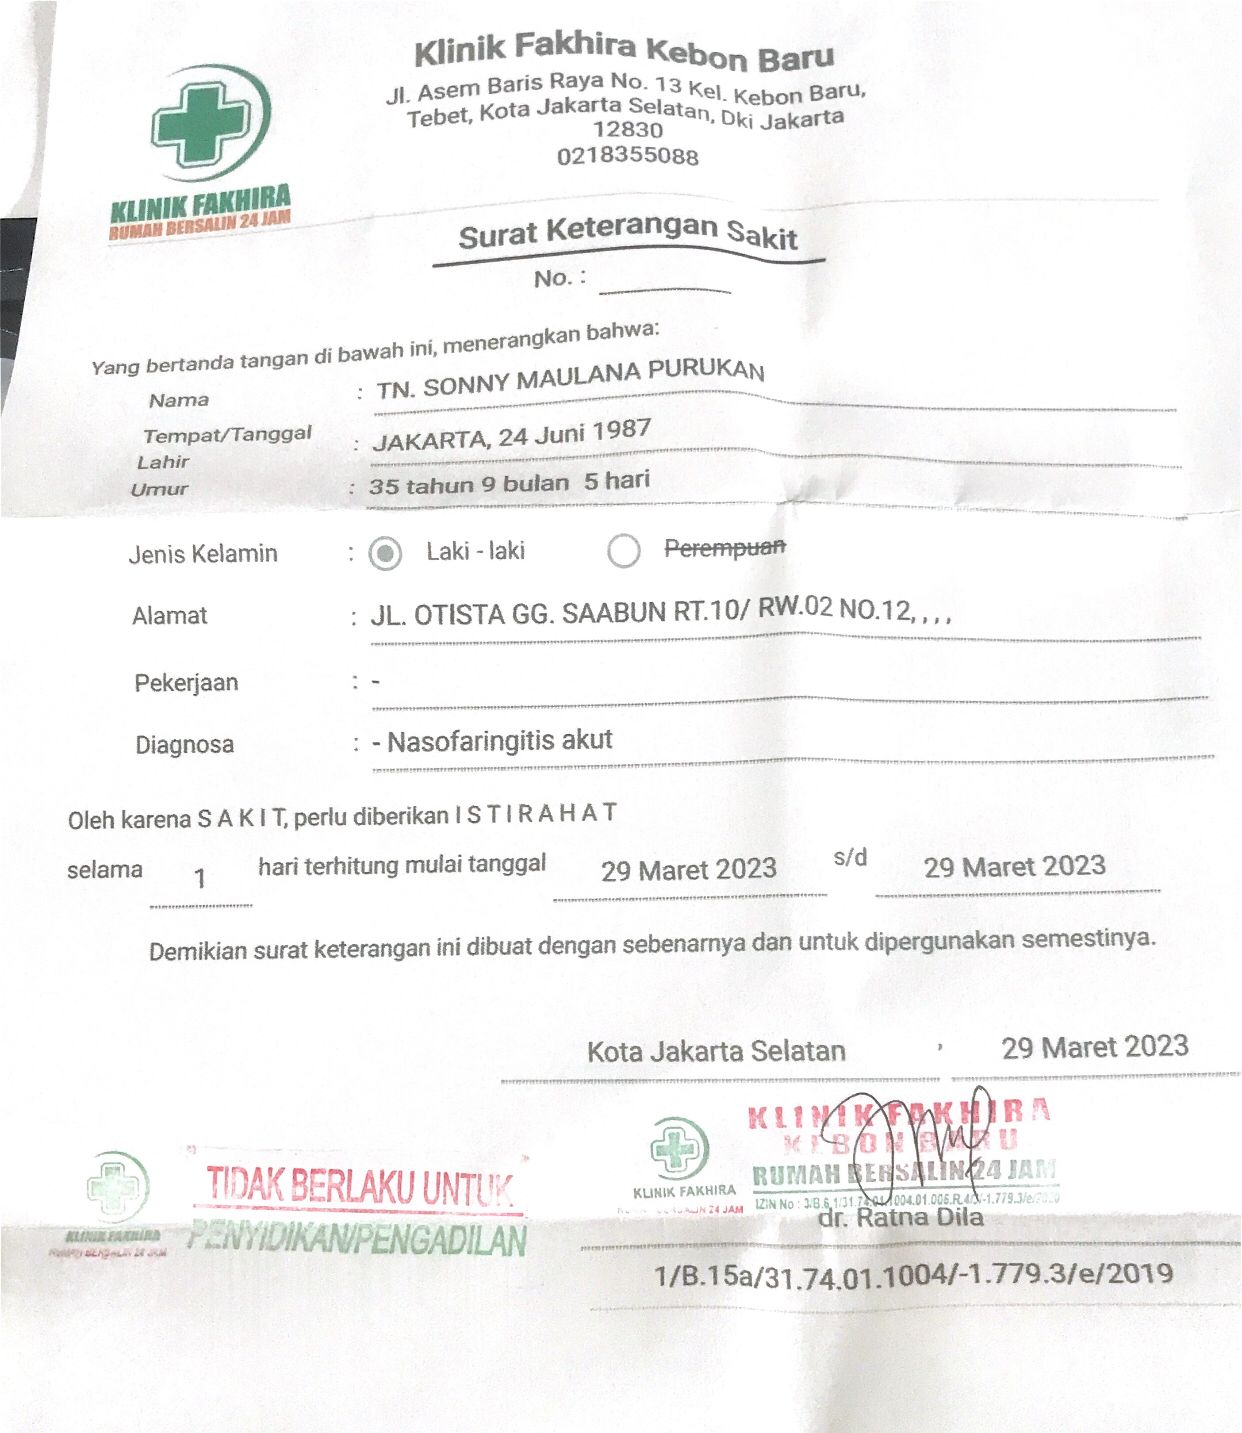 Klinik Fakhira Kebon Baru
Jl. Asem Baris Raya No. 13 Kel. Kebon Baru,
Tebet, Kota Jakarta Selatan, Dki Jakarta
12830
0218355088
KLINIK FAKHIRA
RUMAH BERSALIN 24 JAM
Surat Keterangan Sakit
No. :
Yang bertanda tangan di bawah ini, menerangkan bahwa:
Nama : TN. SONNY MAULANA PURUKAN
Tempat/Tanggal Lahir : JAKARTA, 24 Juni 1987
Umur : 35 tahun 9 bulan 5 hari
Jenis Kelamin : Laki - laki Perempuan
Alamat : JL. OTISTA GG. SAABUN RT.10/ RW.02 NO.12, , , ,
Pekerjaan : -
Diagnosa : - Nasofaringitis akut
Oleh karena S A K I T, perlu diberikan I S T I R A H A T
selama 1 hari terhitung mulai tanggal 29 Maret 2023 s/d 29 Maret 2023
Demikian surat keterangan ini dibuat dengan sebenarnya dan untuk dipergunakan semestinya.
Kota Jakarta Selatan , 29 Maret 2023
KLINIK FAKHIRA
KEBON BARU
RUMAH BERSALIN 24 JAM
IZIN No :
KLINIK FAKHIRA
24 JAM
dr. Ratna Dila
1/B.15a/31.74.01.1004/-1.779.3/e/2019
KLINIK FAKHIRA
RUMAH BERSALIN 24 JAM
TIDAK BERLAKU UNTUK
PENYIDIKAN/PENGADILAN